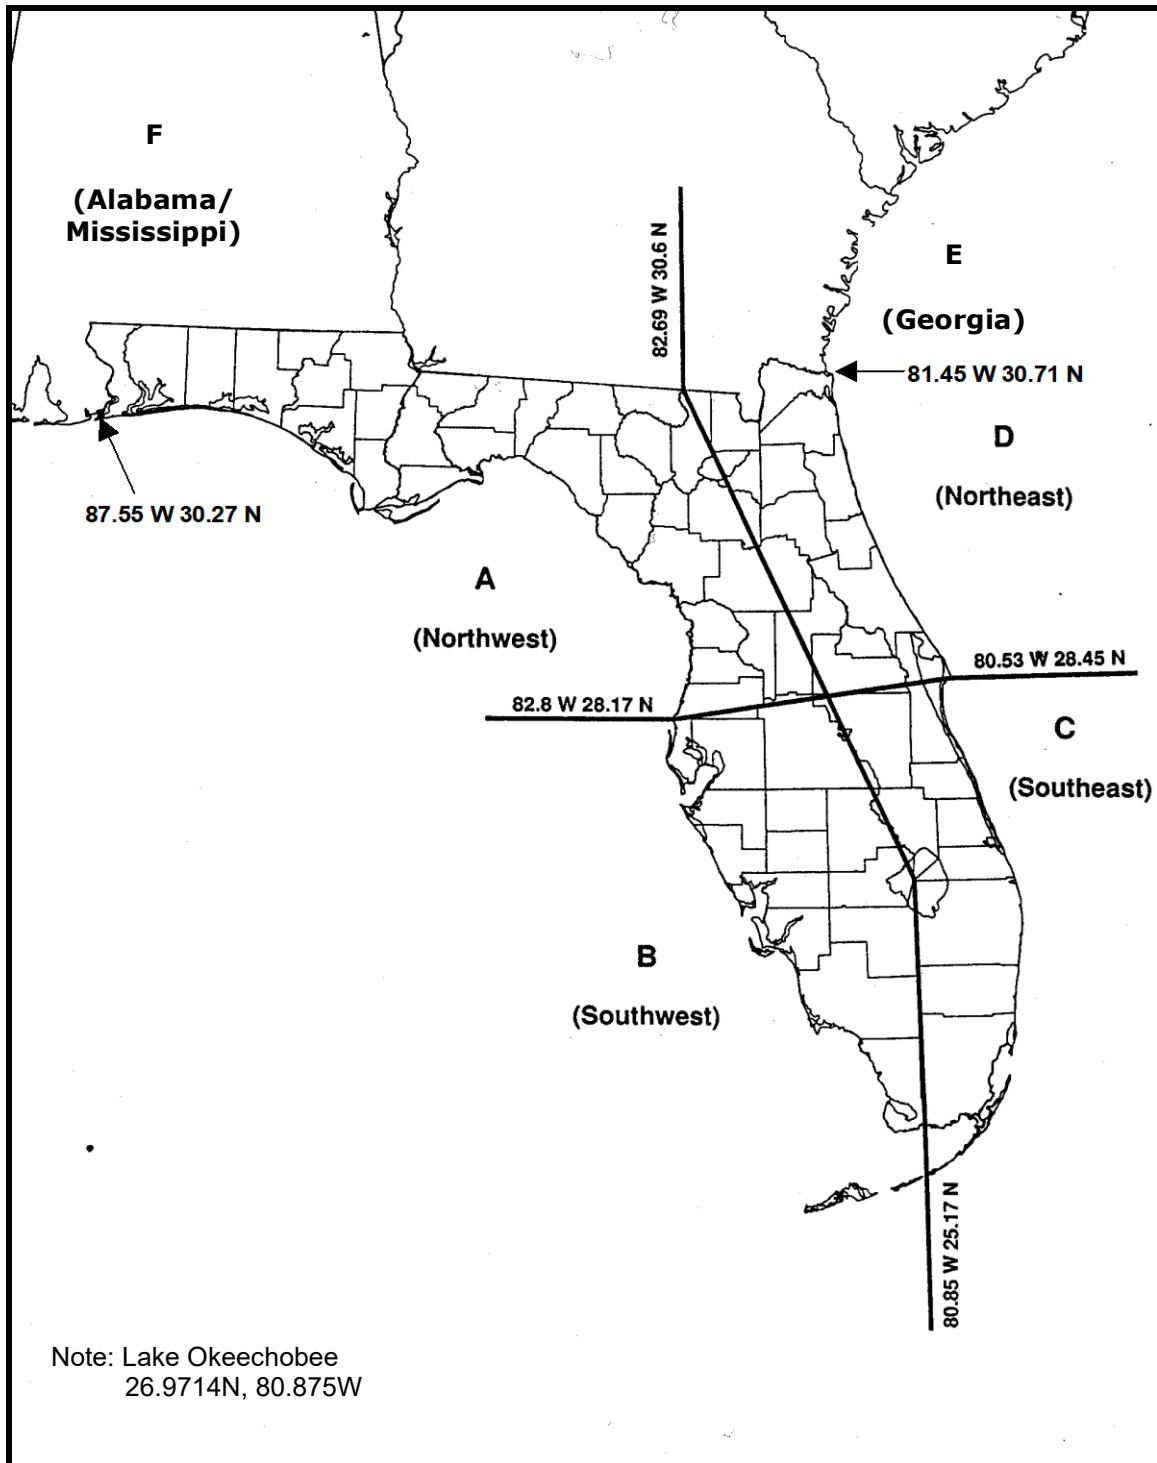 F
(Alabama/
Mississippi)
82.69 W 30.6 N
E
(Georgia)
81.45 W 30.71 N
D
(Northeast)
87.55 W 30.27 N
A
(Northwest)
80.53 W 28.45 N
82.8 W 28.17 N
C
(Southeast)
B
(Southwest)
80.85 W 25.17 N
Note: Lake Okeechobee
26.9714N, 80.875W